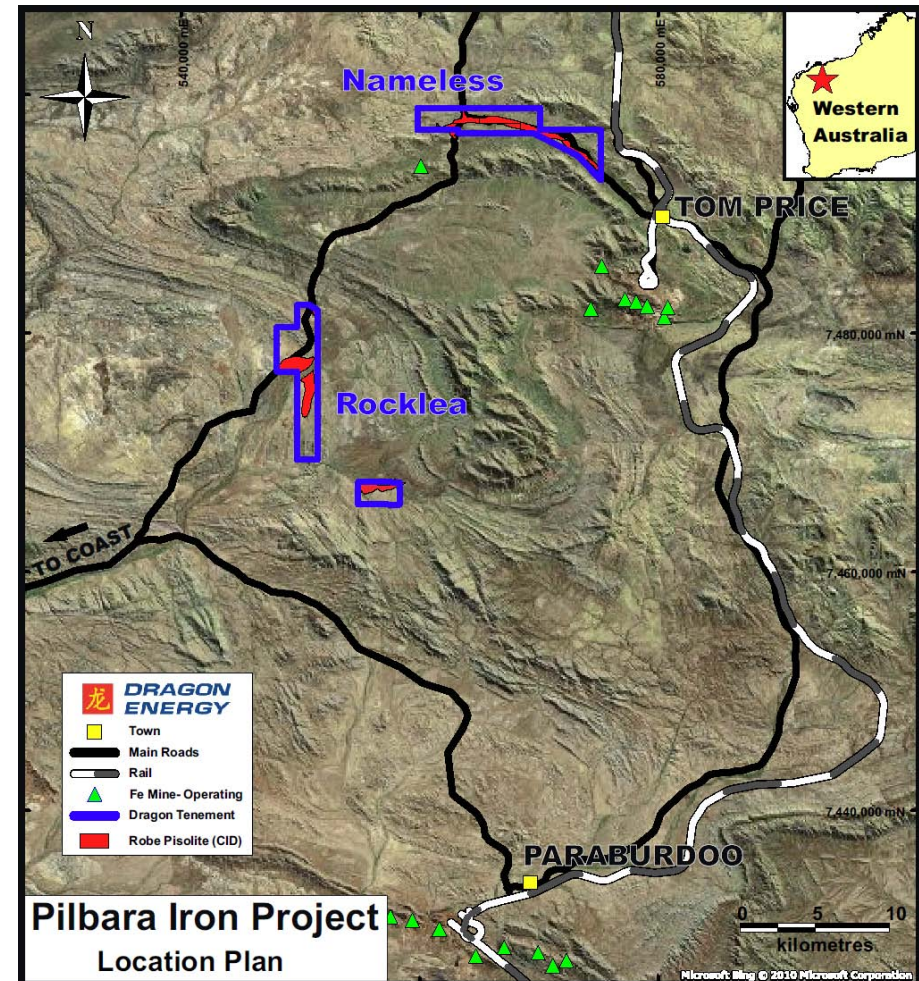 N
540,000 mE
580,000 mE
Western
Australia
Nameless
TOM PRICE
7,480,000 mN
Rocklea
TO COAST
7,460,000 mN
龙
DRAGON
ENERGY
Town
Main Roads
Rail
Fe Mine- Operating
Dragon Tenement
Robe Pisolite (CID)
7,440,000 mN
PARABURDOO
Pilbara Iron Project
Location Plan
0 5 10
kilometres
Microsoft Bing © 2010 Microsoft Corporation